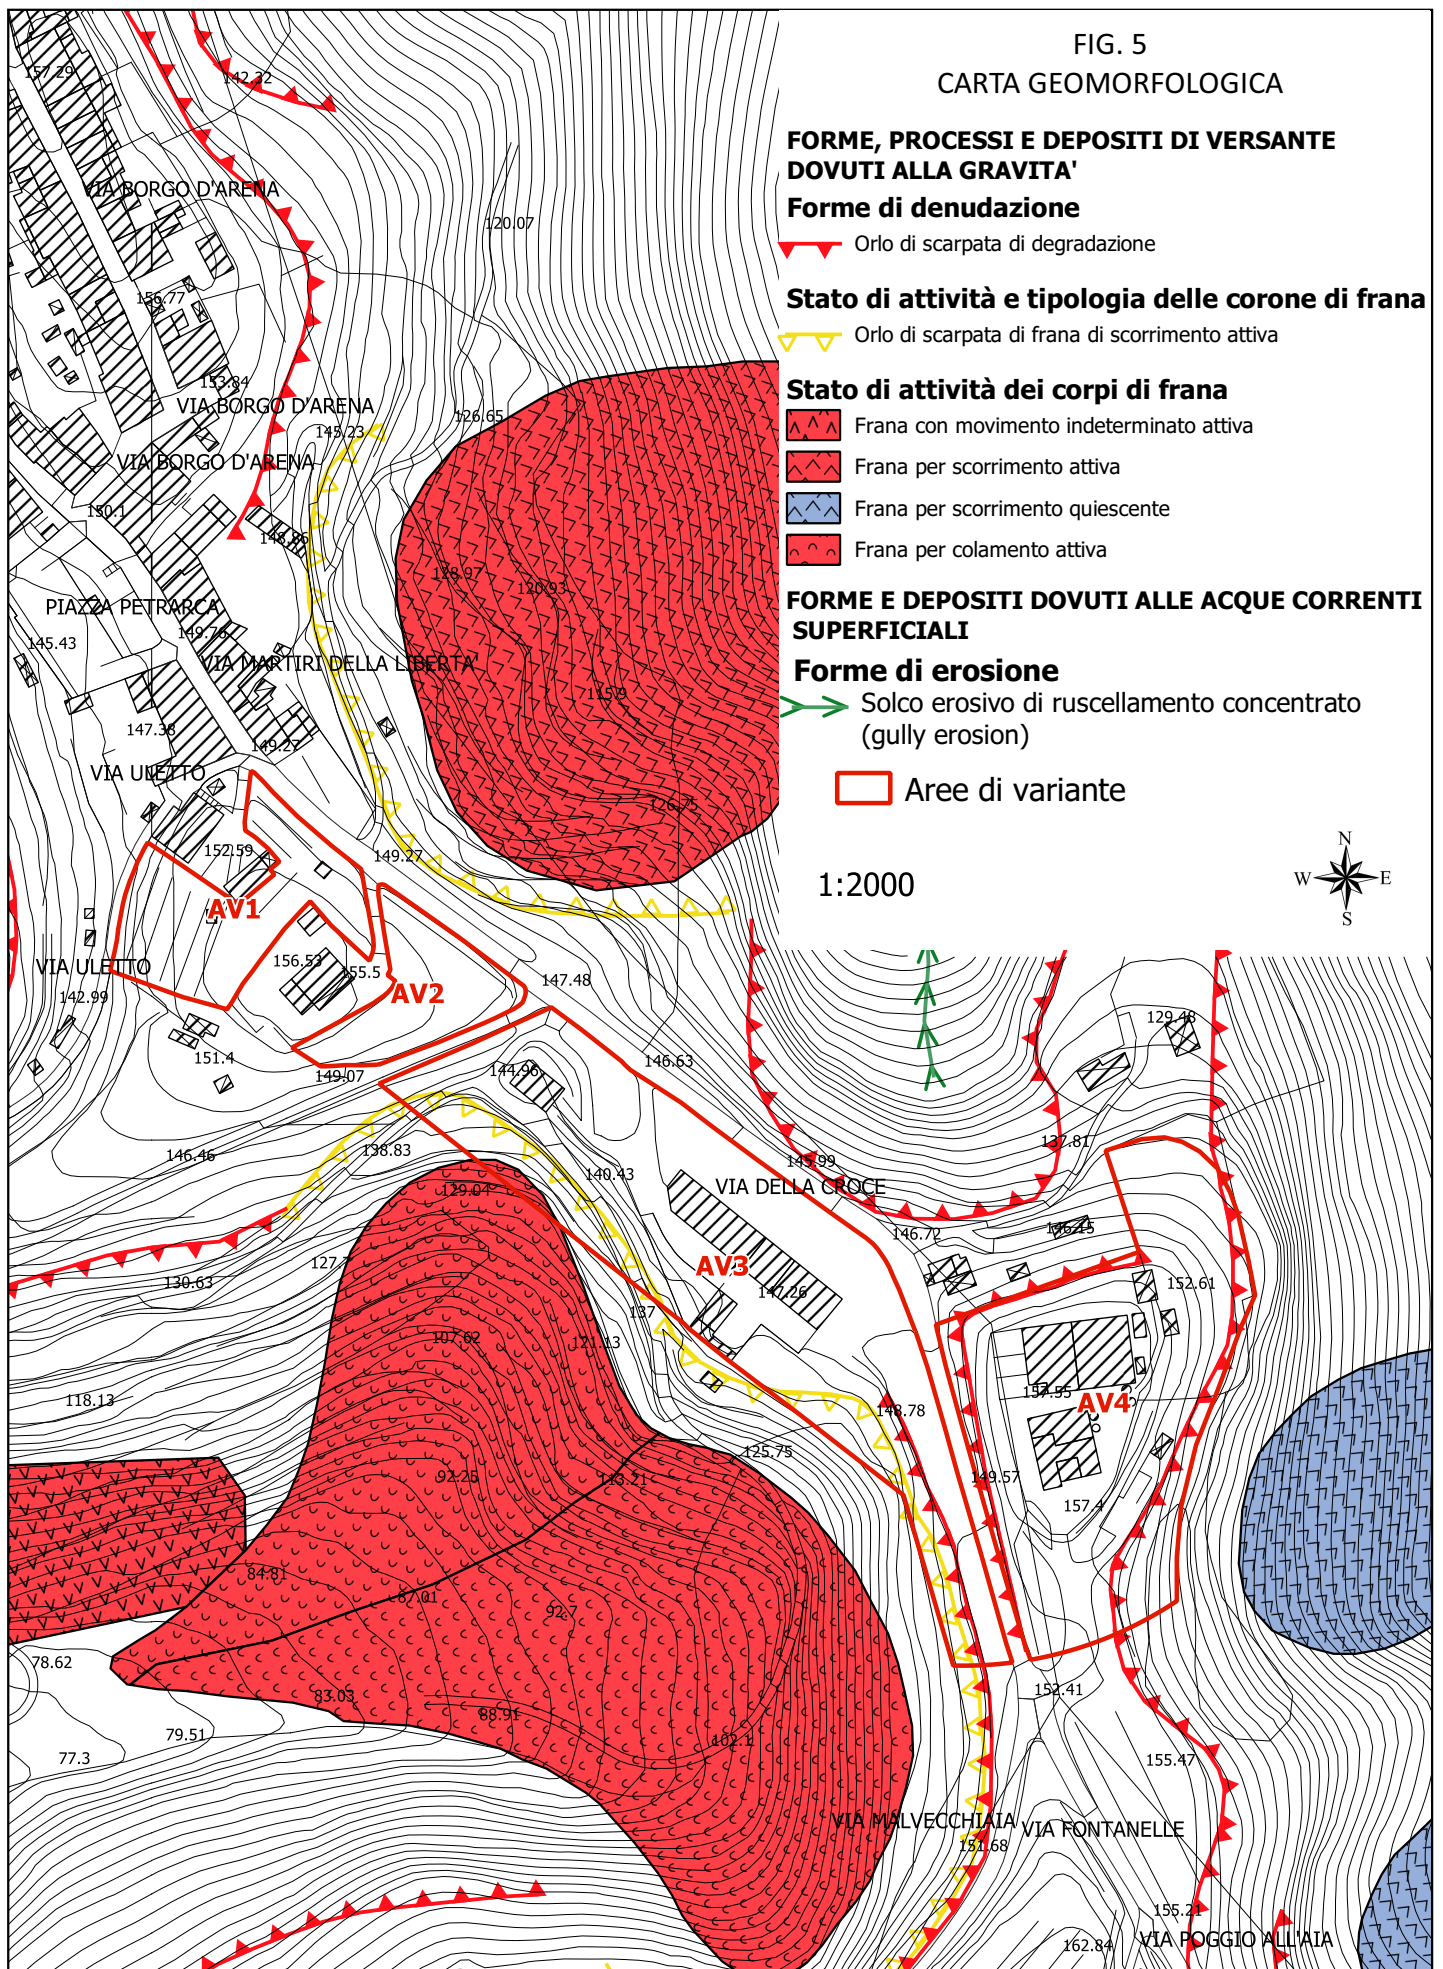 FIG. 5
CARTA GEOMORFOLOGICA
FORME, PROCESSI E DEPOSITI DI VERSANTE
DOVUTI ALLA GRAVITA'
Forme di denudazione
Orlo di scarpata di degradazione
Stato di attività e tipologia delle corone di frana
Orlo di scarpata di frana di scorrimento attiva
Stato di attività dei corpi di frana
Frana con movimento indeterminato attiva
Frana per scorrimento attiva
Frana per scorrimento quiescente
Frana per colamento attiva
FORME E DEPOSITI DOVUTI ALLE ACQUE CORRENTI
SUPERFICIALI
Forme di erosione
Solco erosivo di ruscellamento concentrato
(gully erosion)
Aree di variante
1:2000
N
W
E
S
157.29
142.32
VIA BORGO D'ARENA
120.07
156.77
153.84
VIA BORGO D'ARENA
126.65
145.23
VIA BORGO D'ARENA
150.1
148.86
128.97
120.93
PIAZZA PETRARCA
149.76
145.43
VIA MARTIRI DELLA LIBERTA'
115.9
147.38
149.27
VIA ULETTO
126.75
152.59
149.27
AV1
156.53
155.5
VIA ULETTO
147.48
AV2
142.99
129.48
151.4
149.07
144.96
146.63
137.81
146.46
138.83
145.99
129.04
140.43
VIA DELLA CROCE
146.72
146.15
127.7
AV3
130.63
147.26
152.61
137
107.62
121.13
157.55
118.13
AV4
148.78
125.75
92.25
113.21
149.57
157.4
84.81
87.01
92.7
78.62
152.41
83.03
88.91
79.51
102.1
77.3
155.47
VIA MALVECCHIAIA
VIA FONTANELLE
151.68
155.21
VIA POGGIO ALL'AIA
162.84